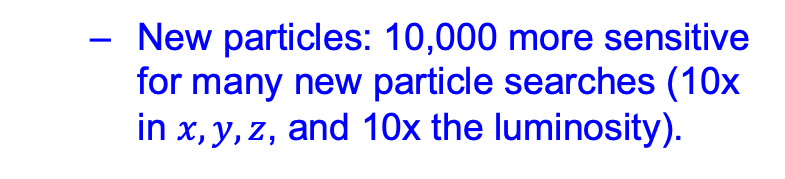 – New particles: 10,000 more sensitive
for many new particle searches (10x
in x, y, z, and 10x the luminosity).